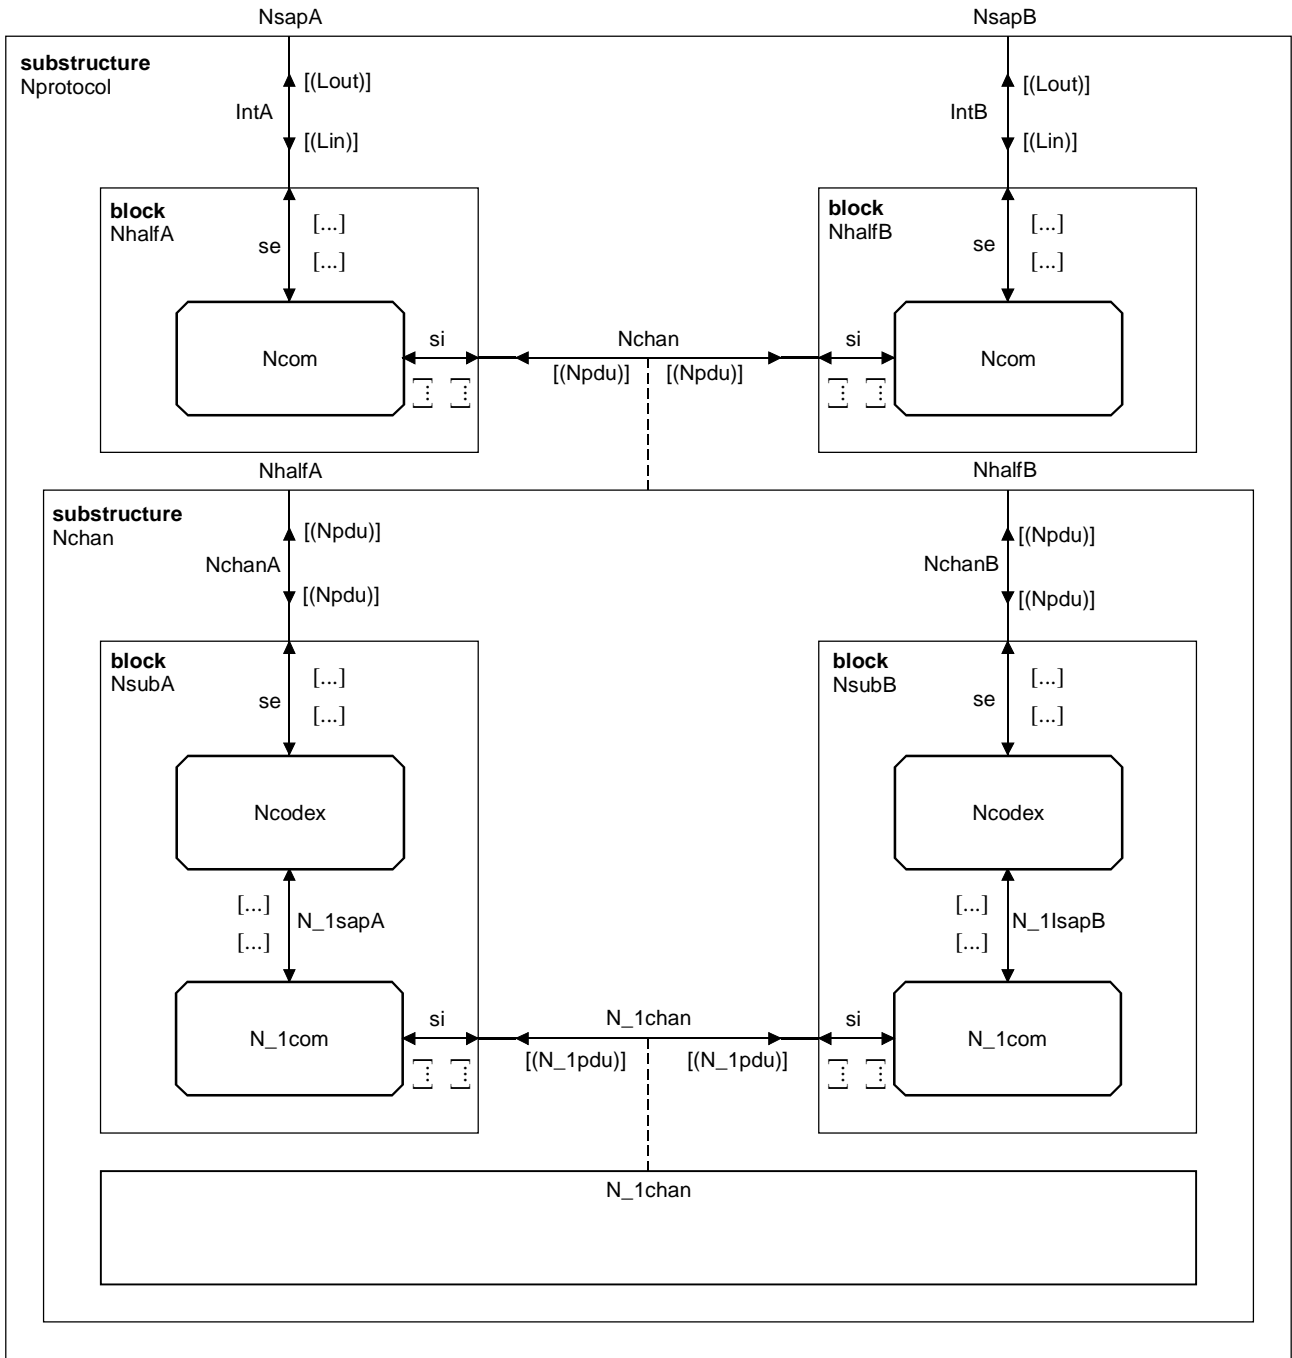 NsapA NsapB
substructure
Nprotocol
[(Lout)] [(Lout)]
IntA IntB
[(Lin)] [(Lin)]
block block
NhalfA NhalfB
[...] [...]
se se
[...] [...]
si Nchan si
Ncom Ncom
[(Npdu)] [(Npdu)]
[...] [...] [...] [...]
NhalfA NhalfB
substructure
Nchan
[(Npdu)] [(Npdu)]
NchanA NchanB
[(Npdu)] [(Npdu)]
block block
NsubA NsubB
[...] [...]
se se
[...] [...]
Ncodex Ncodex
[...] [...]
N_1sapA N_1IsapB
[...] [...]
si N_1chan si
N_1com N_1com
[(N_1pdu)] [(N_1pdu)]
[...] [...] [...] [...]
N_1chan